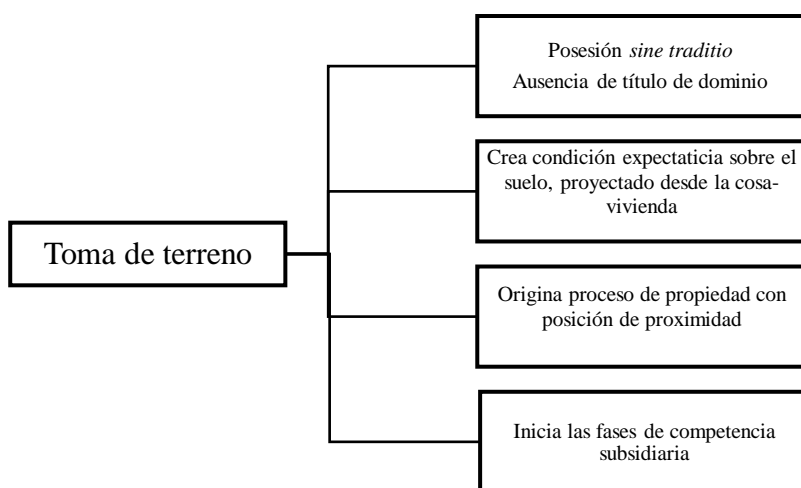 Posesión sine traditio
Ausencia de título de dominio
Crea condición expectaticia sobre el
suelo, proyectado desde la cosa-
vivienda
Toma de terreno
Origina proceso de propiedad con
posición de proximidad
Inicia las fases de competencia
subsidiaria